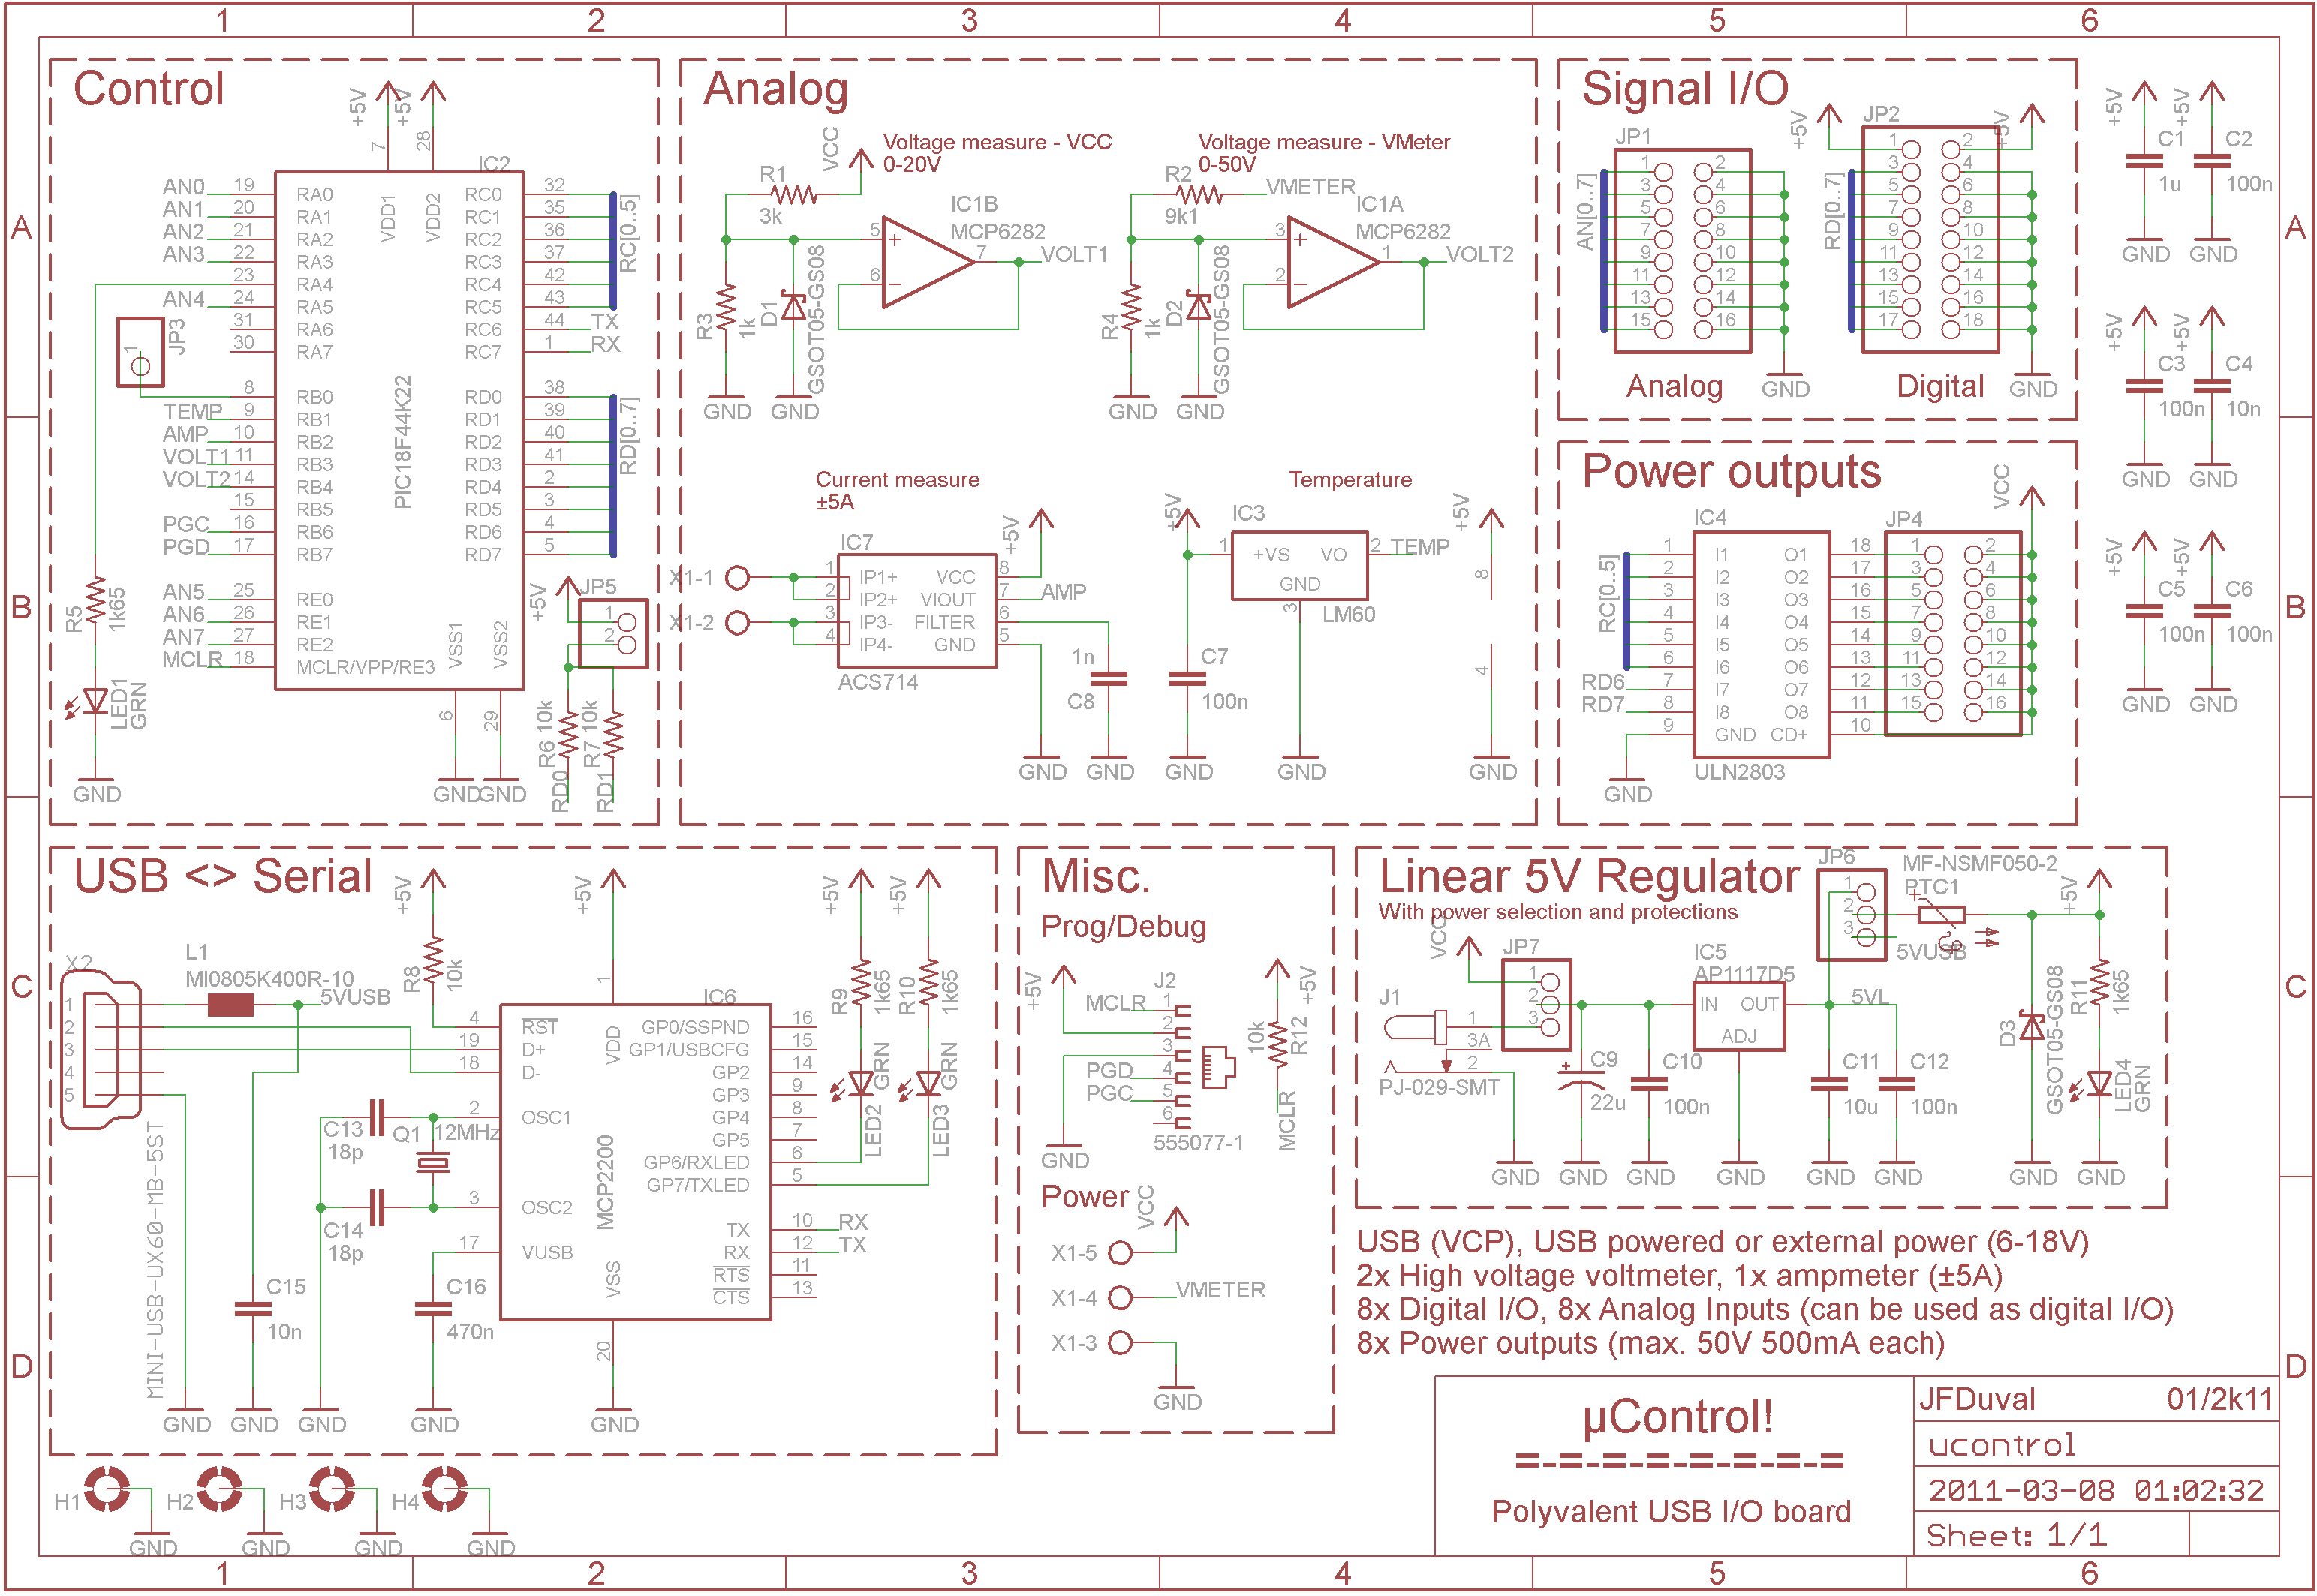 1 2 3 4 5 6
A
B
C
D
Control
+5V
+5V
7
28
IC2
AN0 19 RA0
AN1 20 RA1
AN2 21 RA2
AN3 22 RA3
23 RA4
AN4 24 RA5
31 RA6
30 RA7
8 RB0
TEMP 9 RB1
AMP 10 RB2
VOLT1 11 RB3
VOLT2 14 RB4
15 RB5
PGC 16 RB6
PGD 17 RB7
AN5 25 RE0
AN6 26 RE1
AN7 27 RE2
MCLR 18 MCLR/VPP/RE3
VDD1
VDD2
PIC18F44K22
VSS1
VSS2
6
29
GND
GND
RC0 32
RC1 35
RC2 36
RC3 37
RC4 42
RC5 43
RC6 44 TX
RC7 1 RX
RC[0..5]
RD0 38
RD1 39
RD2 40
RD3 41
RD4 2
RD5 3
RD6 4
RD7 5
RD[0..7]
JP3
1
R5
1k65
LED1
GRN
GND
+5V
JP5
1
2
R6 10k
R7 10k
RD0
RD1
Analog
Voltage measure - VCC
0-20V
VCC
R1
3k
IC1B
MCP6282
5
6
7
VOLT1
R3
1k
D1
GSOT05-GS08
GND
GND
Voltage measure - VMeter
0-50V
R2
9k1
VMETER
IC1A
MCP6282
3
2
1
VOLT2
R4
1k
D2
GSOT05-GS08
GND
GND
Current measure
±5A
X1-1
X1-2
IC7
1 IP1+ VCC 8
2 IP2+ VIOUT 7 AMP
3 IP3- FILTER 6
4 IP4- GND 5
ACS714
+5V
1n
C8
GND
GND
Temperature
+5V
IC3
1 +VS VO 2 TEMP
GND
3
LM60
C7
100n
GND
GND
+5V
8
4
GND
Signal I/O
JP1
AN[0..7]
1 2
3 4
5 6
7 8
9 10
11 12
13 14
15 16
Analog
GND
+5V
JP2
+5V
RD[0..7]
1 2
3 4
5 6
7 8
9 10
11 12
13 14
15 16
17 18
Digital
GND
Power outputs
VCC
IC4
JP4
RC[0..5]
1 I1 O1 18 1 2
2 I2 O2 17 3 4
3 I3 O3 16 5 6
4 I4 O4 15 7 8
5 I5 O5 14 9 10
6 I6 O6 13 11 12
RD6 7 I7 O7 12 13 14
RD7 8 I8 O8 11 15 16
9 GND CD+ 10
ULN2803
GND
+5V
+5V
C1
1u
C2
100n
GND
GND
+5V
+5V
C3
100n
C4
10n
GND
GND
+5V
+5V
C5
100n
C6
100n
GND
GND
USB <> Serial
X2
L1
MI0805K400R-10
5VUSB
1
2
3
4
5
MINI-USB-UX60-MB-5ST
+5V
R8
10k
+5V
1
IC6
4 RST GP0/SSPND 16
19 D+ GP1/USBCFG 15
18 D- GP2 14
GP3 9
2 OSC1 GP4 8
GP5 7
GP6/RXLED 6
GP7/TXLED 5
3 OSC2
TX 10 RX
17 VUSB RX 12 TX
RTS 11
CTS 13
VDD
MCP2200
VSS
20
GND
C13
18p
Q1
12MHz
C14
18p
C15
10n
C16
470n
GND
GND
GND
GND
+5V
+5V
R9
1k65
R10
1k65
GRN
LED2
GRN
LED3
Misc.
Prog/Debug
+5V
J2
MCLR 1
2
3
PGD 4
PGC 5
6
555077-1
GND
+5V
10k
R12
MCLR
Power
VCC
X1-5
X1-4 VMETER
X1-3
GND
Linear 5V Regulator
With power selection and protections
VCC
JP7
1
2
3
J1
1
3A
2
PJ-029-SMT
GND
C9
22u
GND
C10
100n
GND
IC5
AP1117D5
IN OUT
ADJ
GND
5VL
C11
10u
GND
C12
100n
GND
JP6
1
2
3
MF-NSMF050-2
PTC1
5VUSB
+5V
D3
GSOT05-GS08
GND
R11
1k65
LED4
GRN
GND
USB (VCP), USB powered or external power (6-18V)
2x High voltage voltmeter, 1x ampmeter (±5A)
8x Digital I/O, 8x Analog Inputs (can be used as digital I/O)
8x Power outputs (max. 50V 500mA each)
H1
H2
H3
H4
GND
GND
GND
GND
µControl!
Polyvalent USB I/O board
JFDuval 01/2k11
ucontrol
2011-03-08 01:02:32
Sheet: 1/1
A
B
C
D
1 2 3 4 5 6